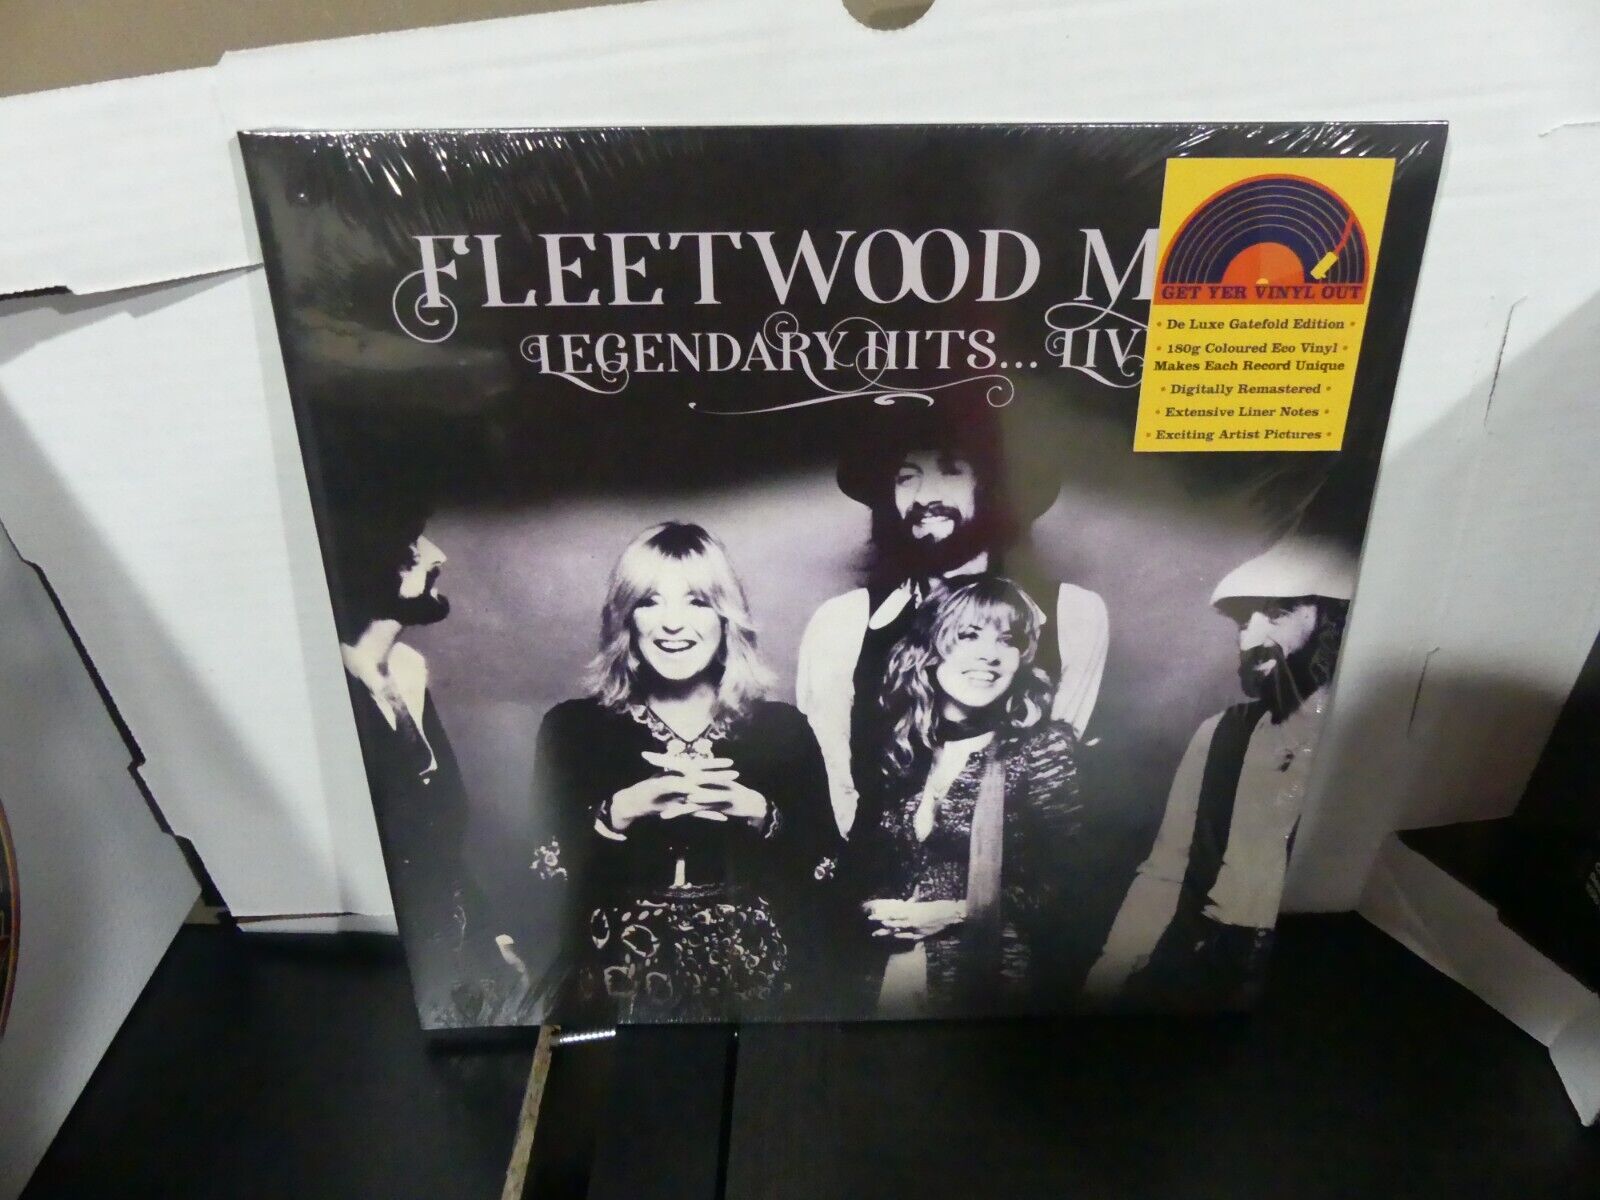 FLEETWOOD M
LEGENDARY HITS... LIV
GET YER VINYL OUT
• De Luxe Gatefold Edition •
• 180g Coloured Eco Vinyl •
Makes Each Record Unique
• Digitally Remastered •
• Extensive Liner Notes •
• Exciting Artist Pictures •